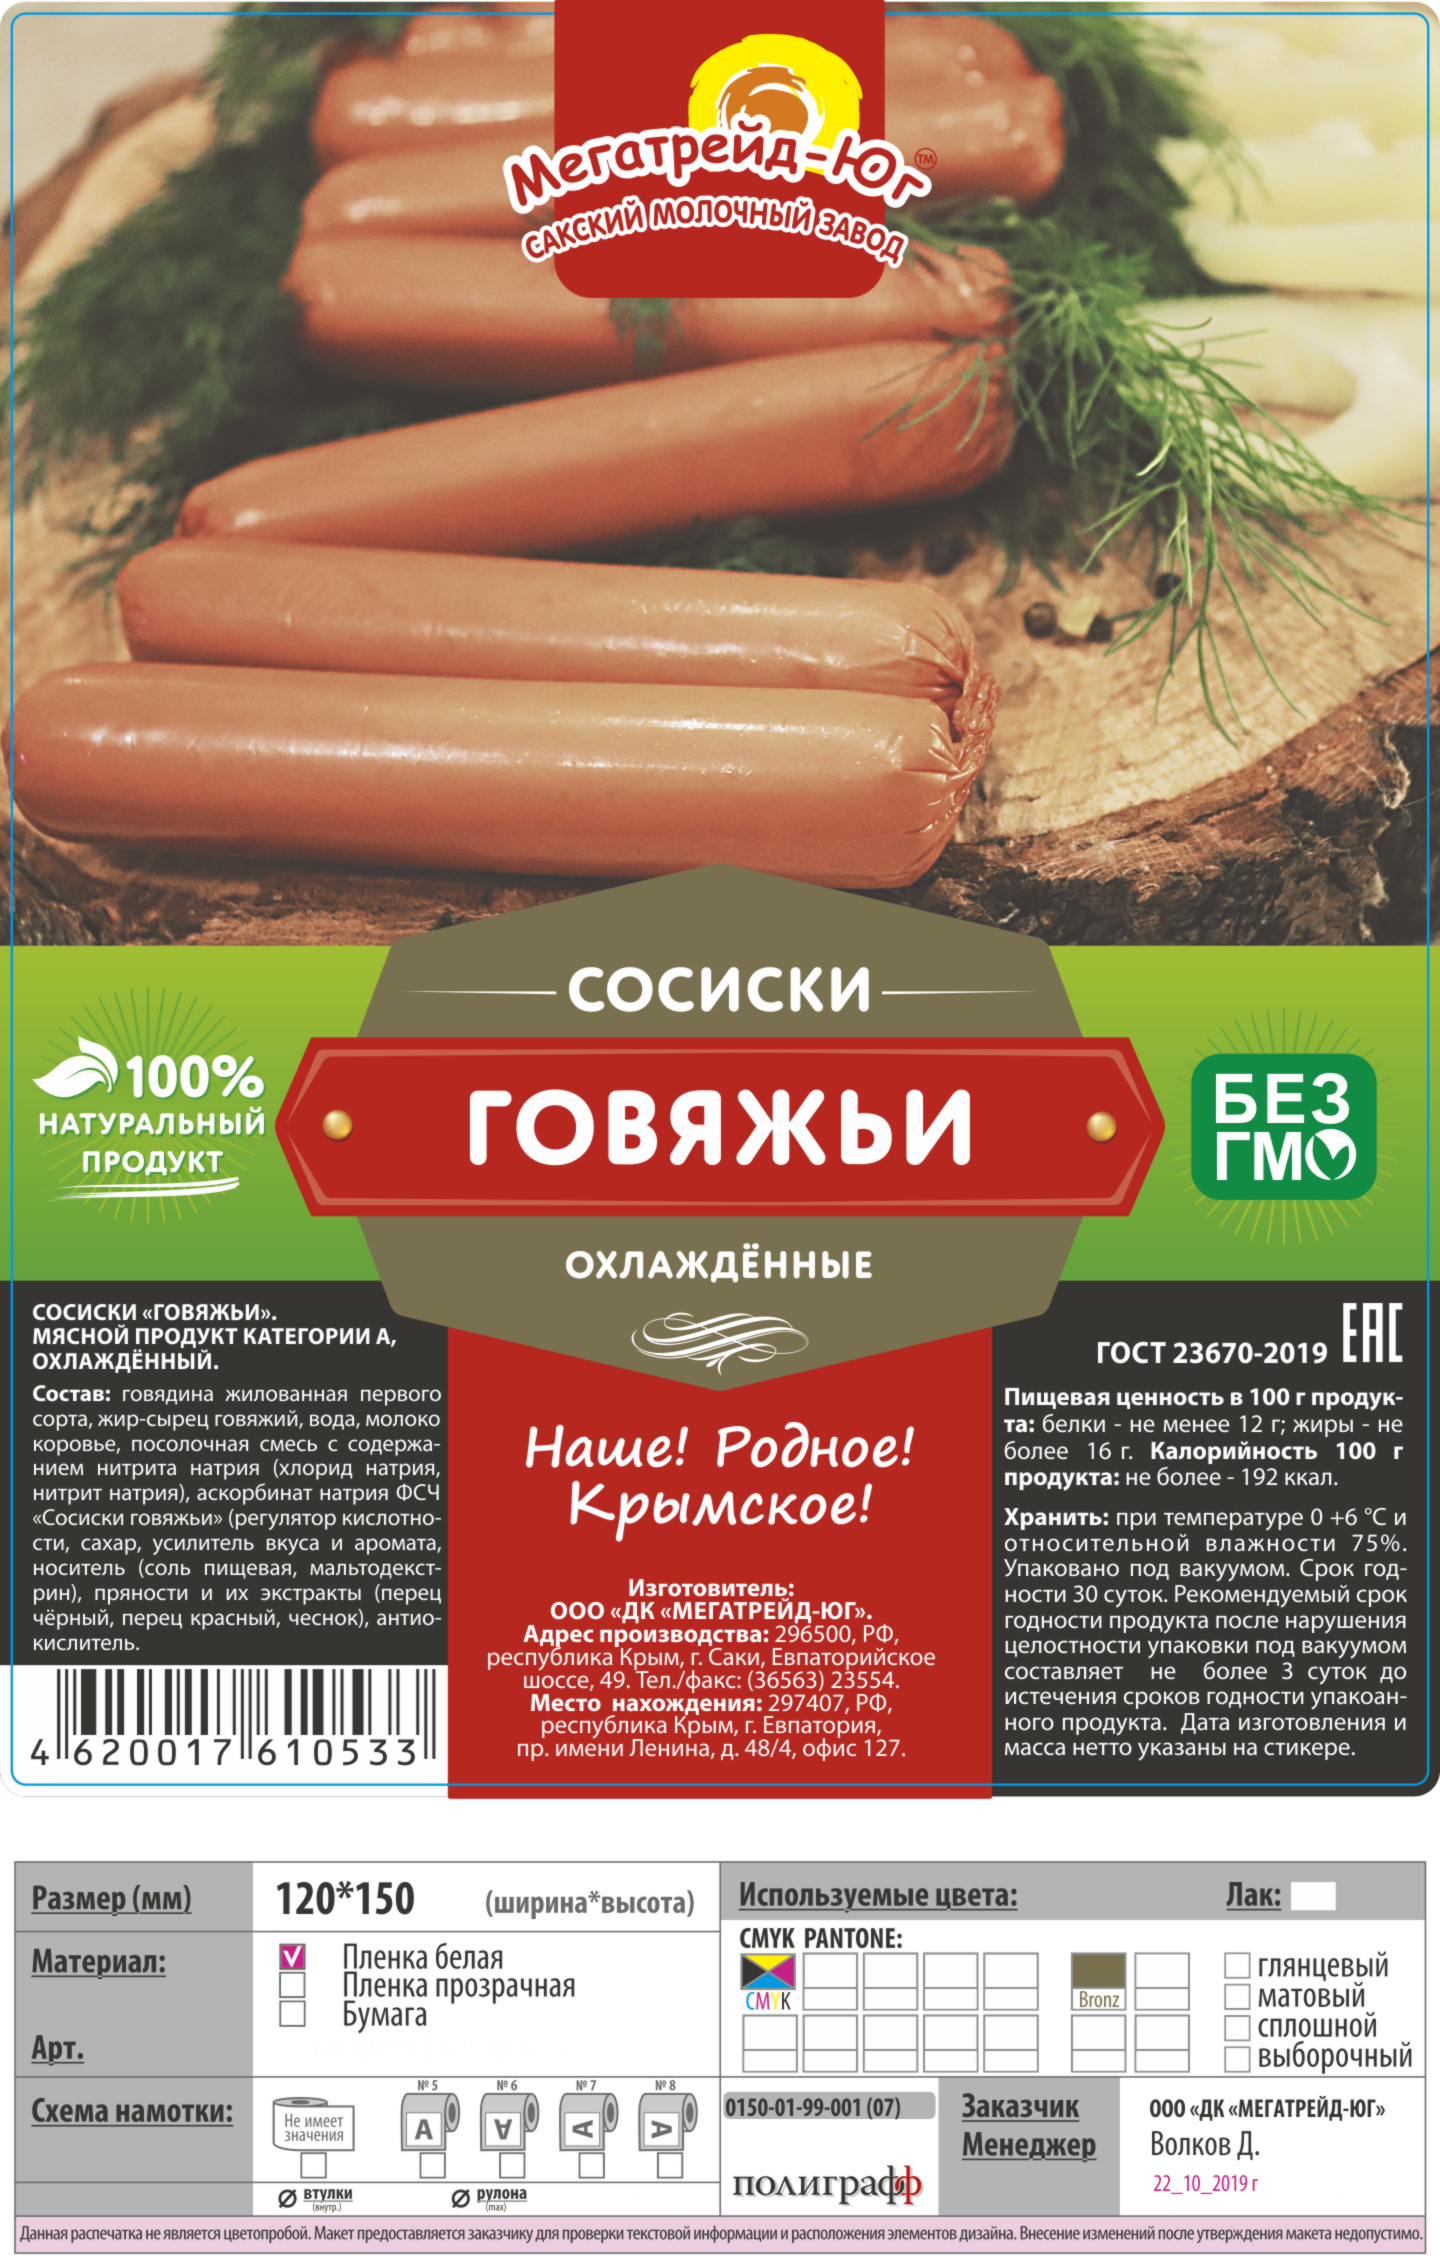 Мегатрейд-Юг™
САКСКИЙ МОЛОЧНЫЙ ЗАВОД
СОСИСКИ
ГОВЯЖЬИ
ОХЛАЖДЁННЫЕ
100%
НАТУРАЛЬНЫЙ
ПРОДУКТ
БЕЗ
ГМО
СОСИСКИ «ГОВЯЖЬИ».
МЯСНОЙ ПРОДУКТ КАТЕГОРИИ А,
ОХЛАЖДЁННЫЙ.
Состав: говядина жилованная первого
сорта, жир-сырец говяжий, вода, молоко
коровье, посолочная смесь с содержа-
нием нитрита натрия (хлорид натрия,
нитрит натрия), аскорбинат натрия ФСЧ
«Сосиски говяжьи» (регулятор кислотно-
сти, сахар, усилитель вкуса и аромата,
носитель (соль пищевая, мальтодекст-
рин), пряности и их экстракты (перец
чёрный, перец красный, чеснок), антио-
кислитель.
4 620017 610533
Наше! Родное!
Крымское!
Изготовитель:
ООО «ДК «МЕГАТРЕЙД-ЮГ».
Адрес производства: 296500, РФ,
республика Крым, г. Саки, Евпаторийское
шоссе, 49. Тел./факс: (36563) 23554.
Место нахождения: 297407, РФ,
республика Крым, г. Евпатория,
пр. имени Ленина, д. 48/4, офис 127.
ГОСТ 23670-2019 EAC
Пищевая ценность в 100 г продук-
та: белки - не менее 12 г; жиры - не
более 16 г. Калорийность 100 г
продукта: не более - 192 ккал.
Хранить: при температуре 0 +6 °С и
относительной влажности 75%.
Упаковано под вакуумом. Срок год-
ности 30 суток. Рекомендуемый срок
годности продукта после нарушения
целостности упаковки под вакуумом
составляет не более 3 суток до
истечения сроков годности упакоан-
ного продукта. Дата изготовления и
масса нетто указаны на стикере.
Размер (мм) 120*150 (ширина*высота)
Материал:
Пленка белая
Пленка прозрачная
Бумага
Арт.
Схема намотки:
Не имеет
значения
№ 5 № 6 № 7 № 8
А А А А
Ø втулки
(внутр.)
Ø рулона
(max)
Используемые цвета: Лак:
CMYK PANTONE:
CMYK
Bronz
глянцевый
матовый
сплошной
выборочный
0150-01-99-001 (07)
полиграфф
Заказчик
Менеджер
ООО «ДК «МЕГАТРЕЙД-ЮГ»
Волков Д.
22_10_2019 г
Данная распечатка не является цветопробой. Макет предоставляется заказчику для проверки текстовой информации и расположения элементов дизайна. Внесение изменений после утверждения макета недопустимо.